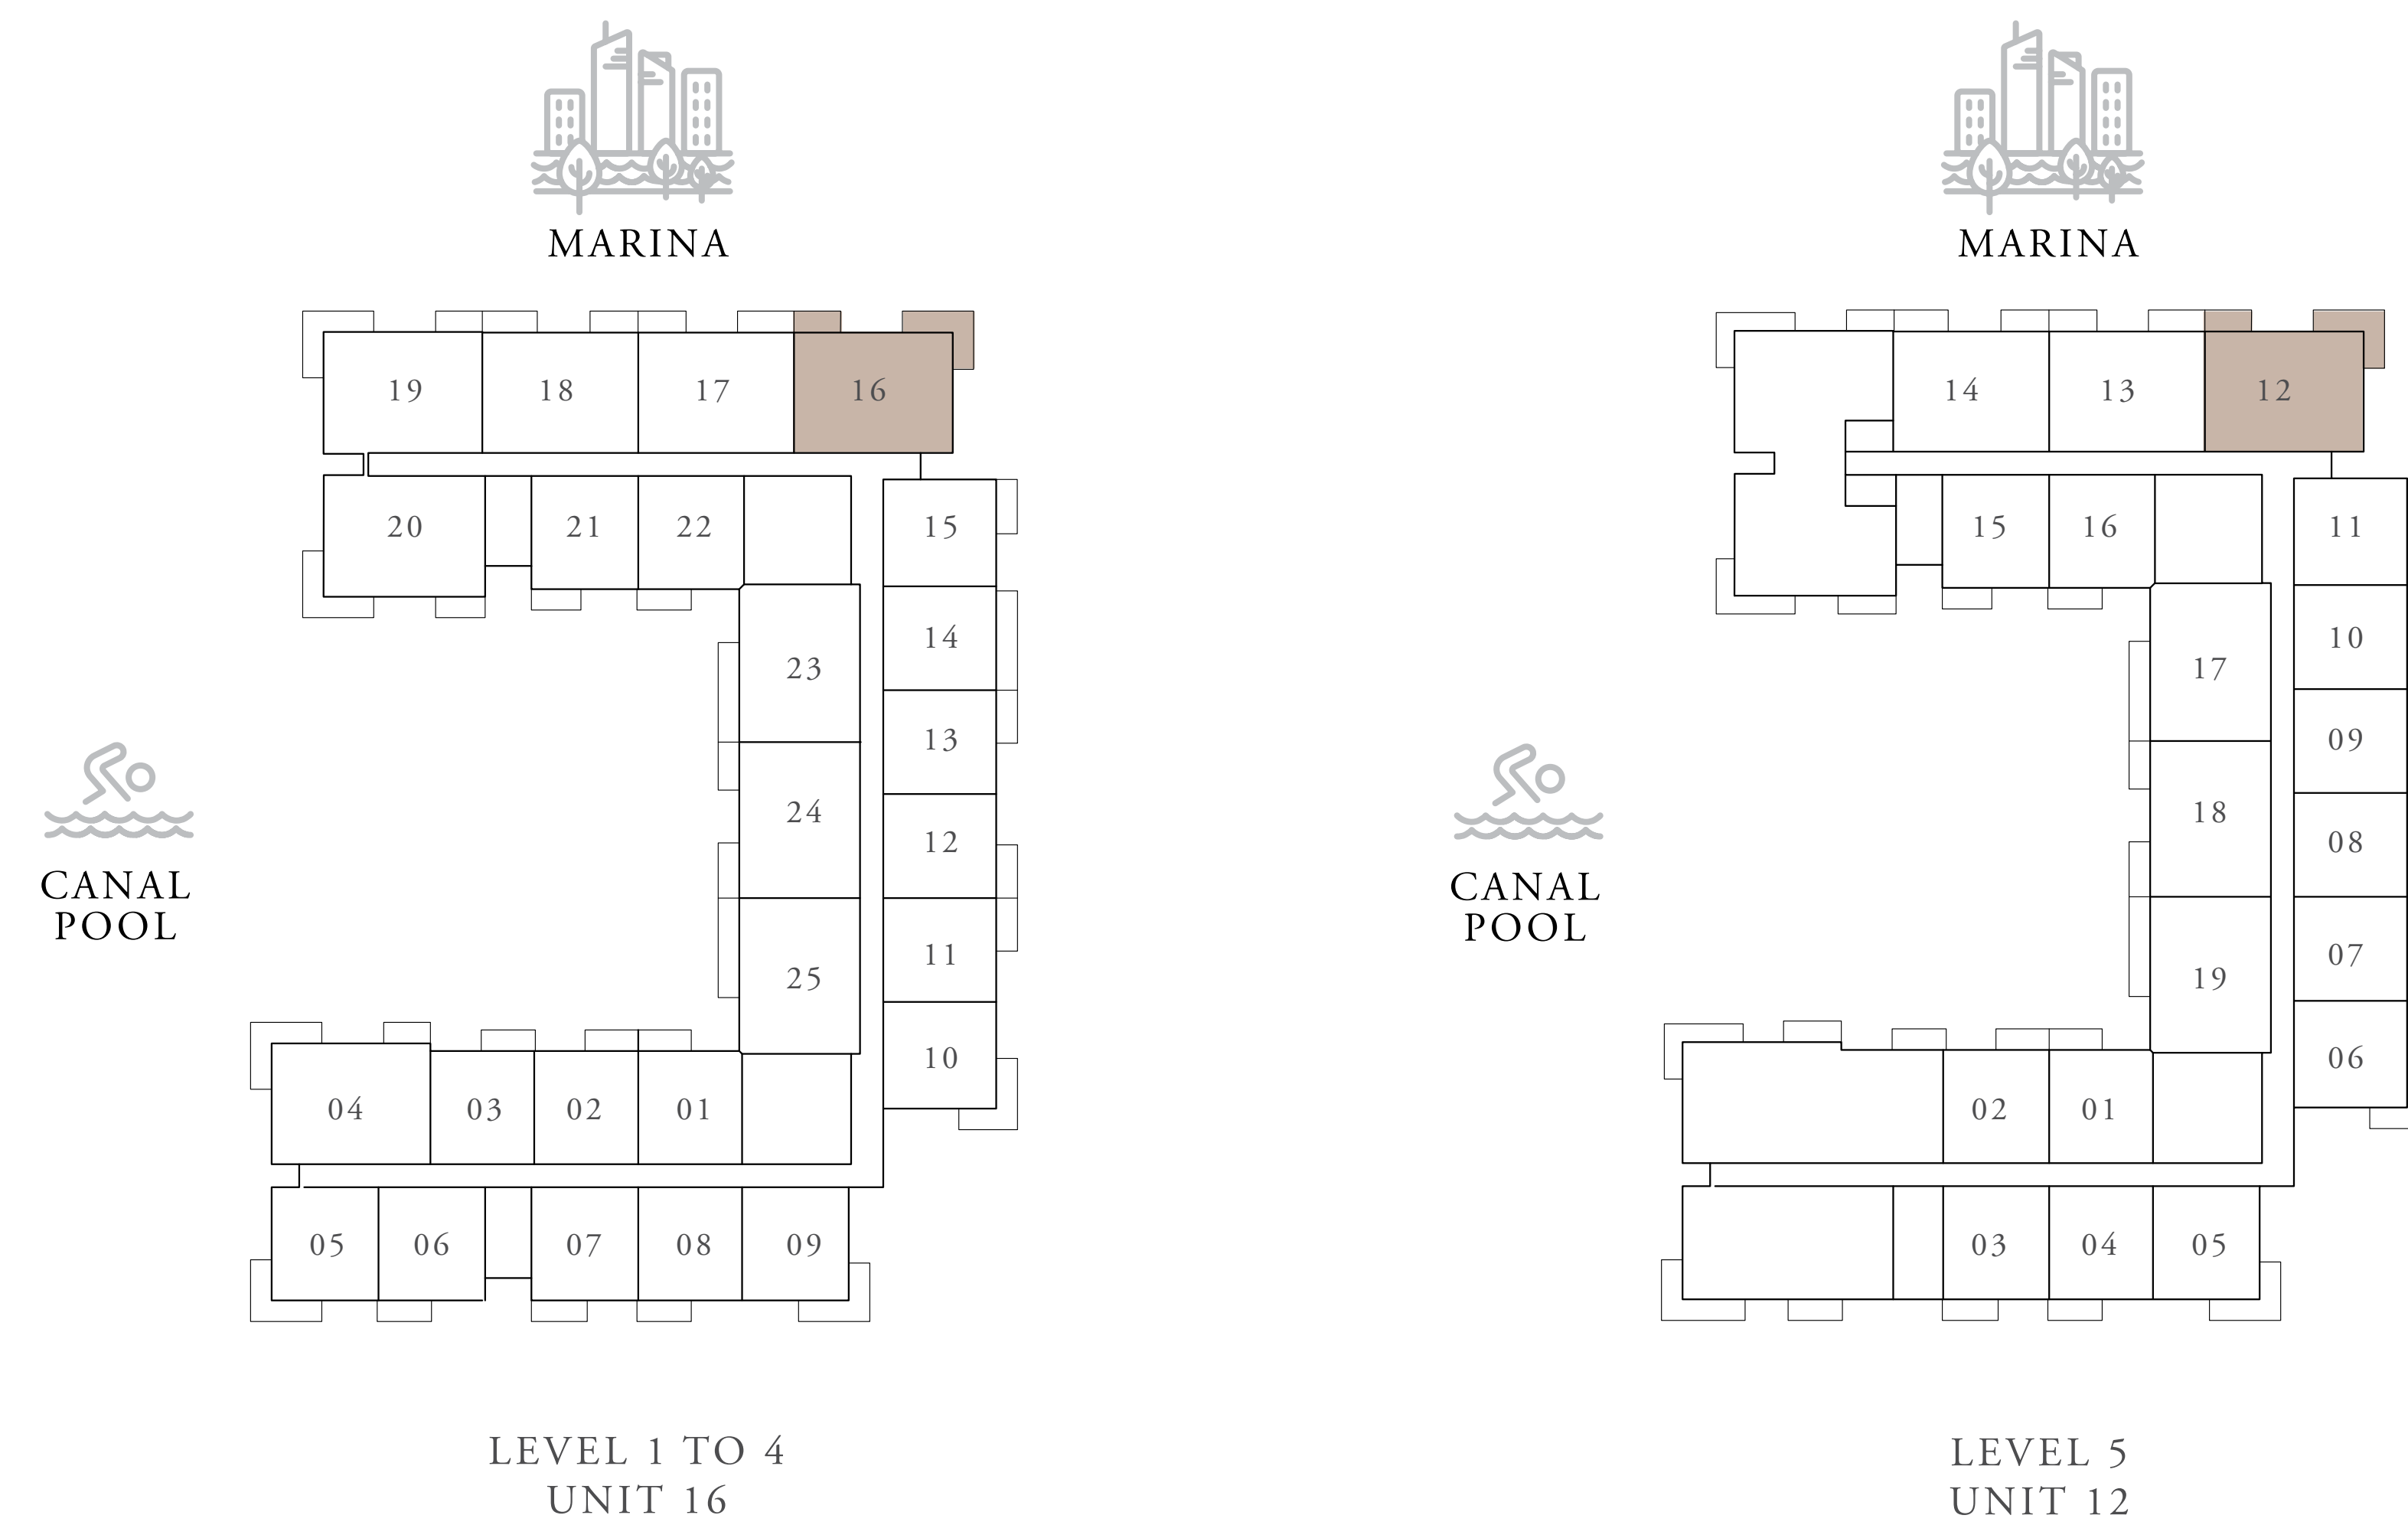 MARINA
19 18 17 16
20 21 22
15
14
23
13
24
12
11
25
10
04 03 02 01
05 06 07 08 09
CANAL
POOL
LEVEL 1 TO 4
UNIT 16
MARINA
14 13 12
15 16
11
10
17
09
18
08
07
19
06
02 01
03 04 05
CANAL
POOL
LEVEL 5
UNIT 12